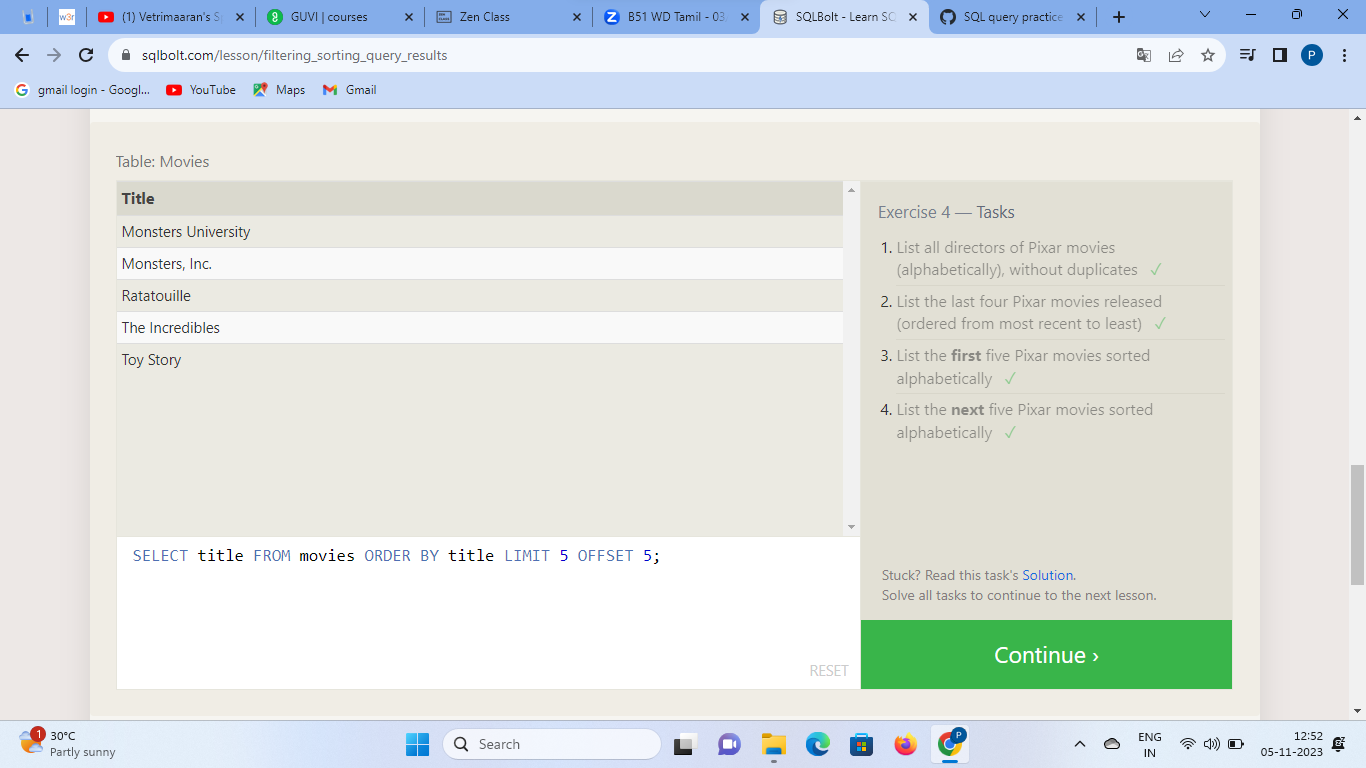 (1) Vetrimaaran's S
GUVI | courses
Zen Class
B51 WD Tamil - 03
SQLBolt - Learn SQ
SQL query practice
sqlbolt.com/lesson/filtering_sorting_query_results
P
gmail login - Googl...
YouTube
Maps
Gmail
Table: Movies
Title
Monsters University
Monsters, Inc.
Ratatouille
The Incredibles
Toy Story
SELECT title FROM movies ORDER BY title LIMIT 5 OFFSET 5;
RESET
Exercise 4 — Tasks
1. List all directors of Pixar movies
(alphabetically), without duplicates ✓
2. List the last four Pixar movies released
(ordered from most recent to least) ✓
3. List the first five Pixar movies sorted
alphabetically ✓
4. List the next five Pixar movies sorted
alphabetically ✓
Stuck? Read this task's Solution.
Solve all tasks to continue to the next lesson.
Continue ›
1
30°C
Partly sunny
Search
P
ENG
IN
12:52
05-11-2023